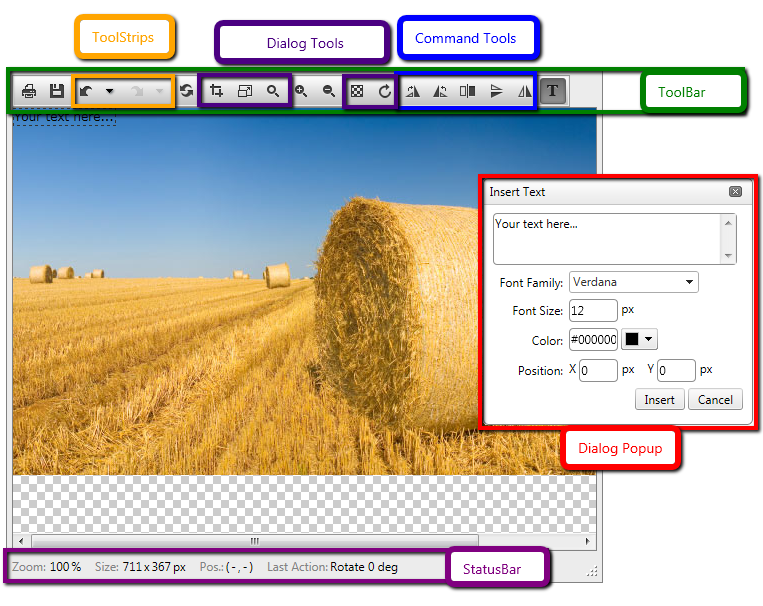 ToolStrips
Dialog Tools
Command Tools
T
ToolBar
Your text here...
Insert Text
Your text here...
Font Family: Verdana
Font Size: 12 px
Color: #000000
Position: X 0 px Y 0 px
Insert Cancel
Dialog Popup
Zoom: 100 % Size: 711 x 367 px Pos.: ( - , - ) Last Action: Rotate 0 deg
StatusBar